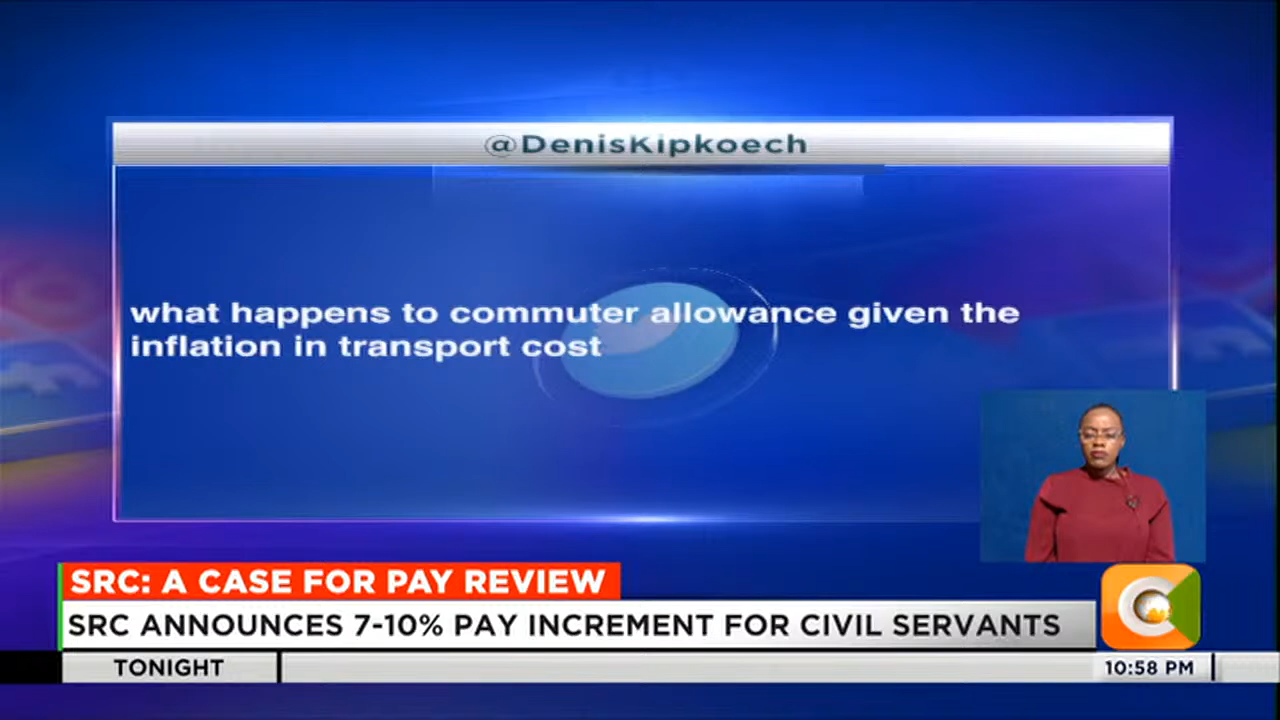 @DenisKipkoech
what happens to commuter allowance given the
inflation in transport cost
SRC: A CASE FOR PAY REVIEW
SRC ANNOUNCES 7-10% PAY INCREMENT FOR CIVIL SERVANTS
TONIGHT
10:58 PM